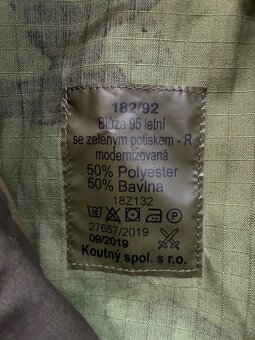 182/92
Blůza 95 letní
se zeleným potiskem - R
modernizovaná
50% Polyester
50% Bavlna
18Z132
27657/2019
09/2019
Koutný spol. s r.o.